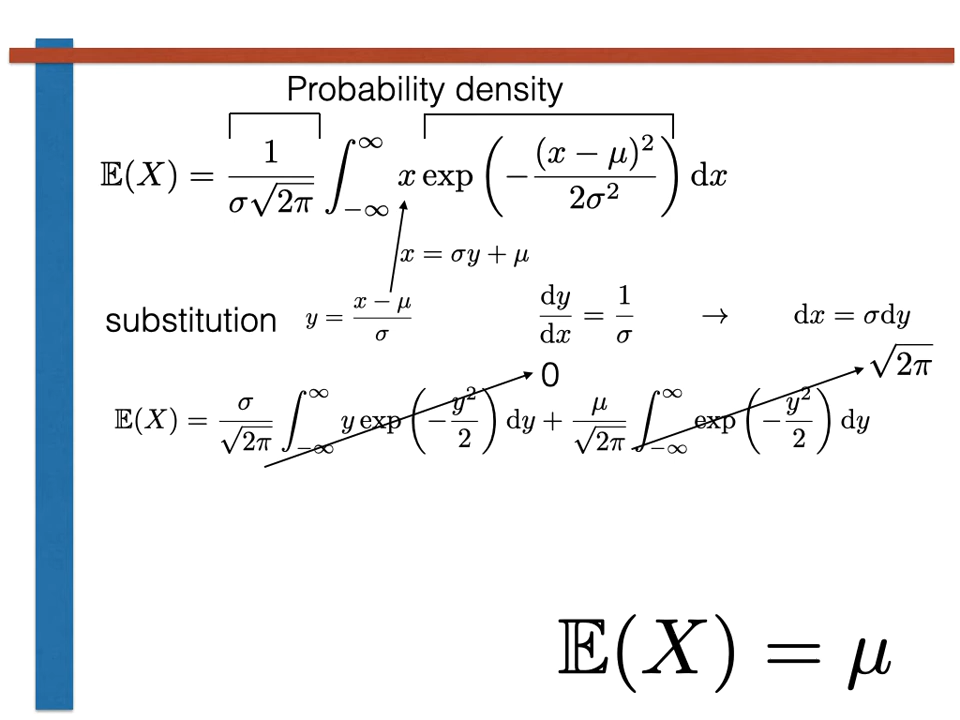 Probability density
𝔼(X) = 1/(σ√2π) ∫_{-∞}^{∞} x exp(−(x − μ)²/(2σ²)) dx
x = σy + μ
substitution y = (x − μ)/σ dy/dx = 1/σ → dx = σdy
0 √2π
𝔼(X) = σ/√2π ∫_{-∞}^{∞} y exp(−y²/2) dy + μ/√2π ∫_{-∞}^{∞} exp(−y²/2) dy
𝔼(X) = μ